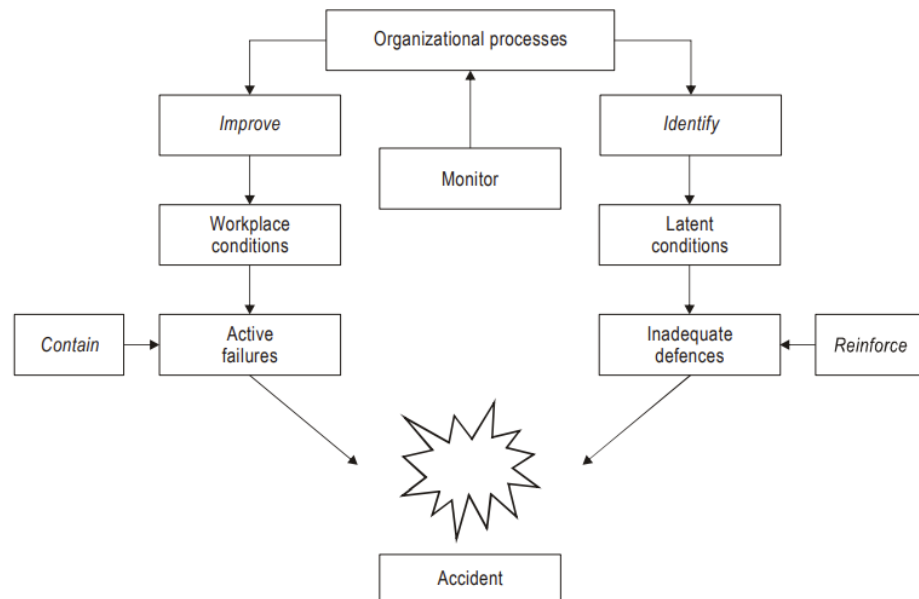 Organizational processes
Improve
Identify
Monitor
Workplace
conditions
Latent
conditions
Contain
Active
failures
Inadequate
defences
Reinforce
Accident